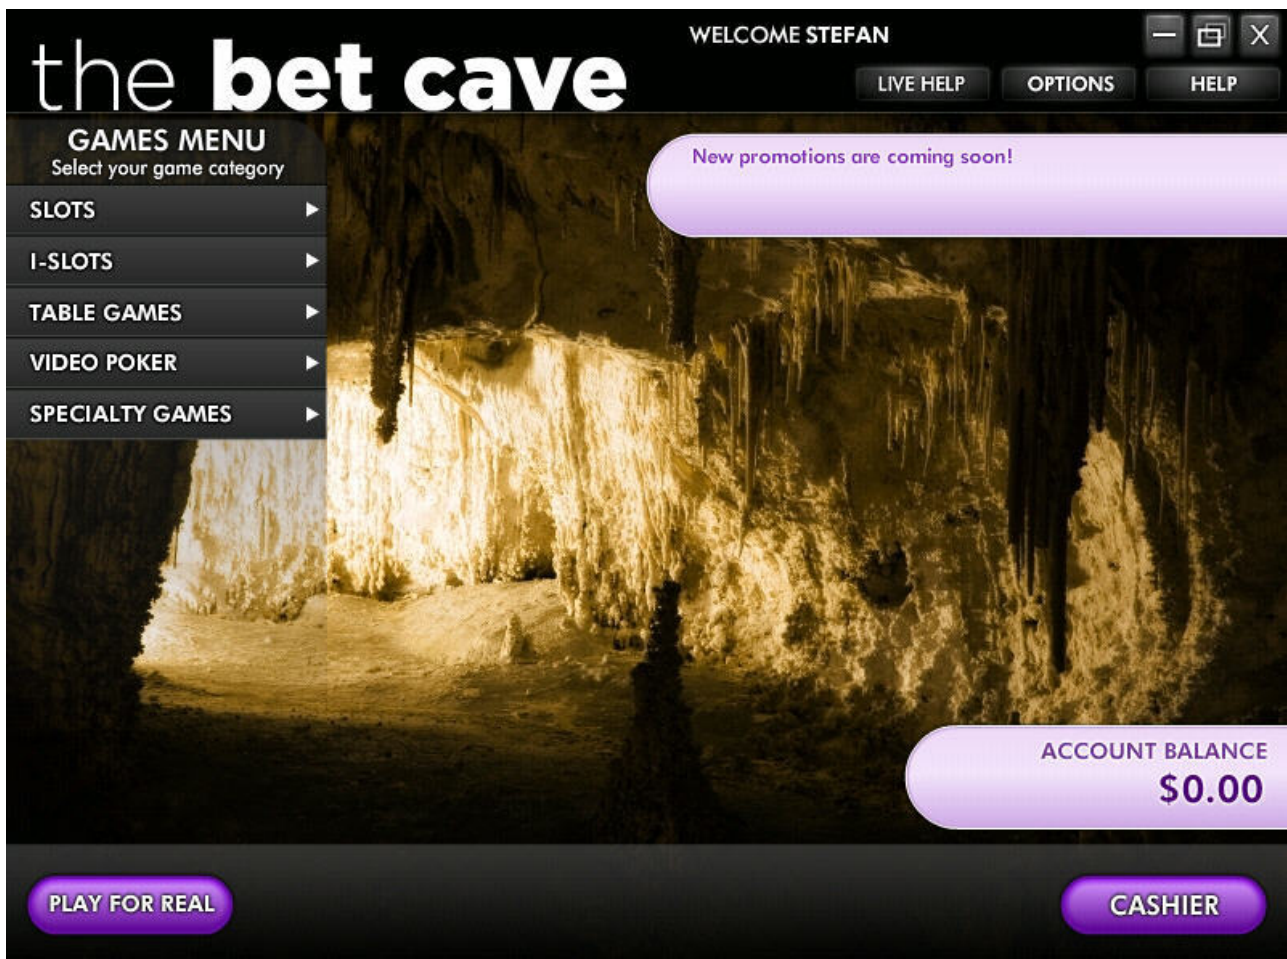 the bet cave
WELCOME STEFAN
X
LIVE HELP
OPTIONS
HELP
GAMES MENU
Select your game category
SLOTS
I-SLOTS
TABLE GAMES
VIDEO POKER
SPECIALTY GAMES
New promotions are coming soon!
ACCOUNT BALANCE
$0.00
PLAY FOR REAL
CASHIER